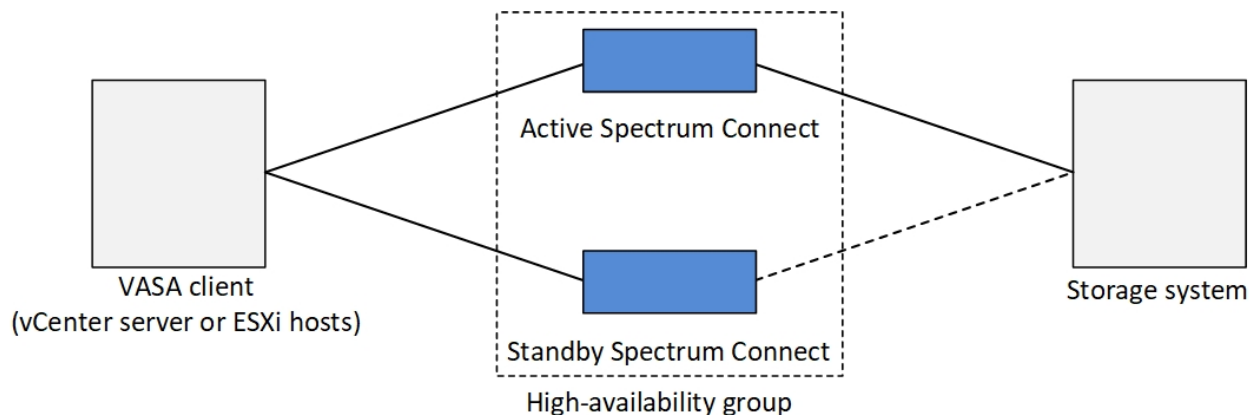 Active Spectrum Connect
VASA client
(vCenter server or ESXi hosts)
Storage system
Standby Spectrum Connect
High-availability group